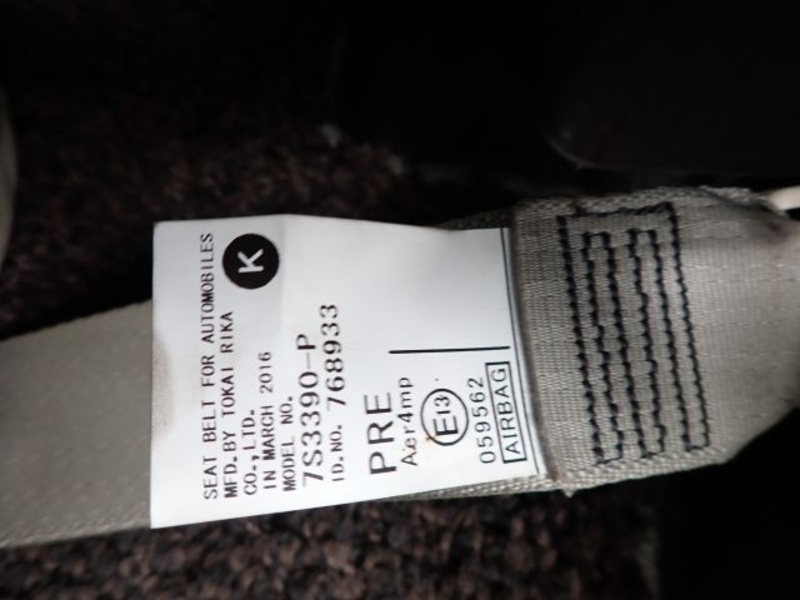 SEAT BELT FOR AUTOMOBILES
MFD.BY TOKAI RIKA
CO.,LTD.
K
IN MARCH 2016
MODEL NO.
7S3390-P
ID.NO. 768933
PRE
Aer4mp
E13
059562
AIRBAG